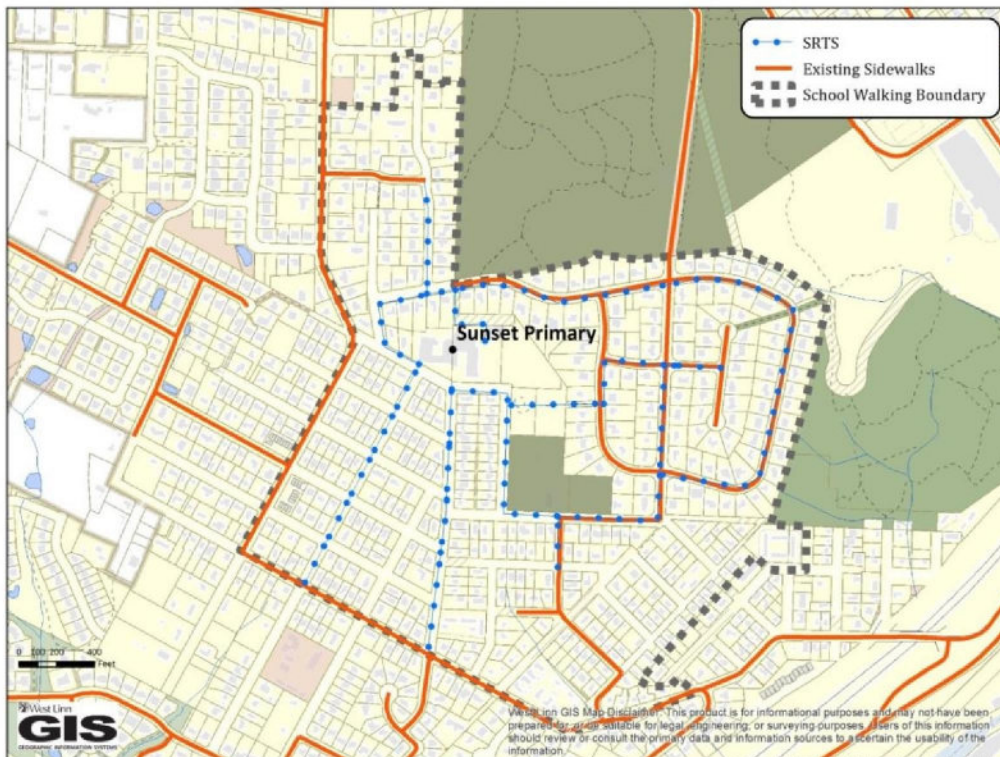 SRTS
Existing Sidewalks
School Walking Boundary
Sunset Primary
0 100 200 400
Feet
West Linn
GIS
GEOGRAPHIC INFORMATION SYSTEMS
West Linn GIS Map Disclaimer: This product is for informational purposes and may not have been
prepared for or be suitable for legal, engineering, or surveying purposes. Users of this information
should review or consult the primary data and information sources to ascertain the usability of the
information.